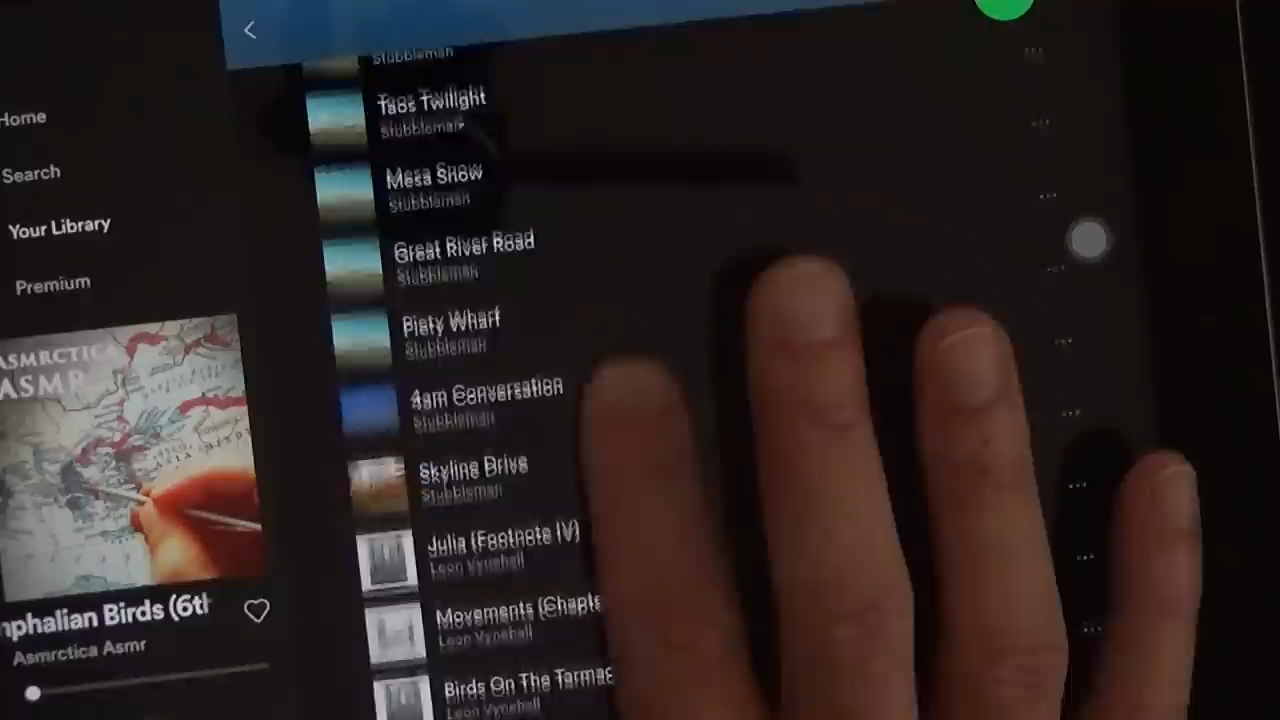 Home
Search
Your Library
Premium
ASMRCTICA
ASMR
nphalian Birds (6th
Asmrctica Asmr
Stubbleman
Taos Twilight
Stubbleman
Mesa Snow
Stubbleman
Great River Road
Stubbleman
Piety Wharf
Stubbleman
4am Conversation
Stubbleman
Skyline Drive
Stubbleman
Julia (Footnote IV)
Leon Vynehall
Movements (Chapte
Leon Vynehall
Birds On The Tarmac
Leon Vynehall